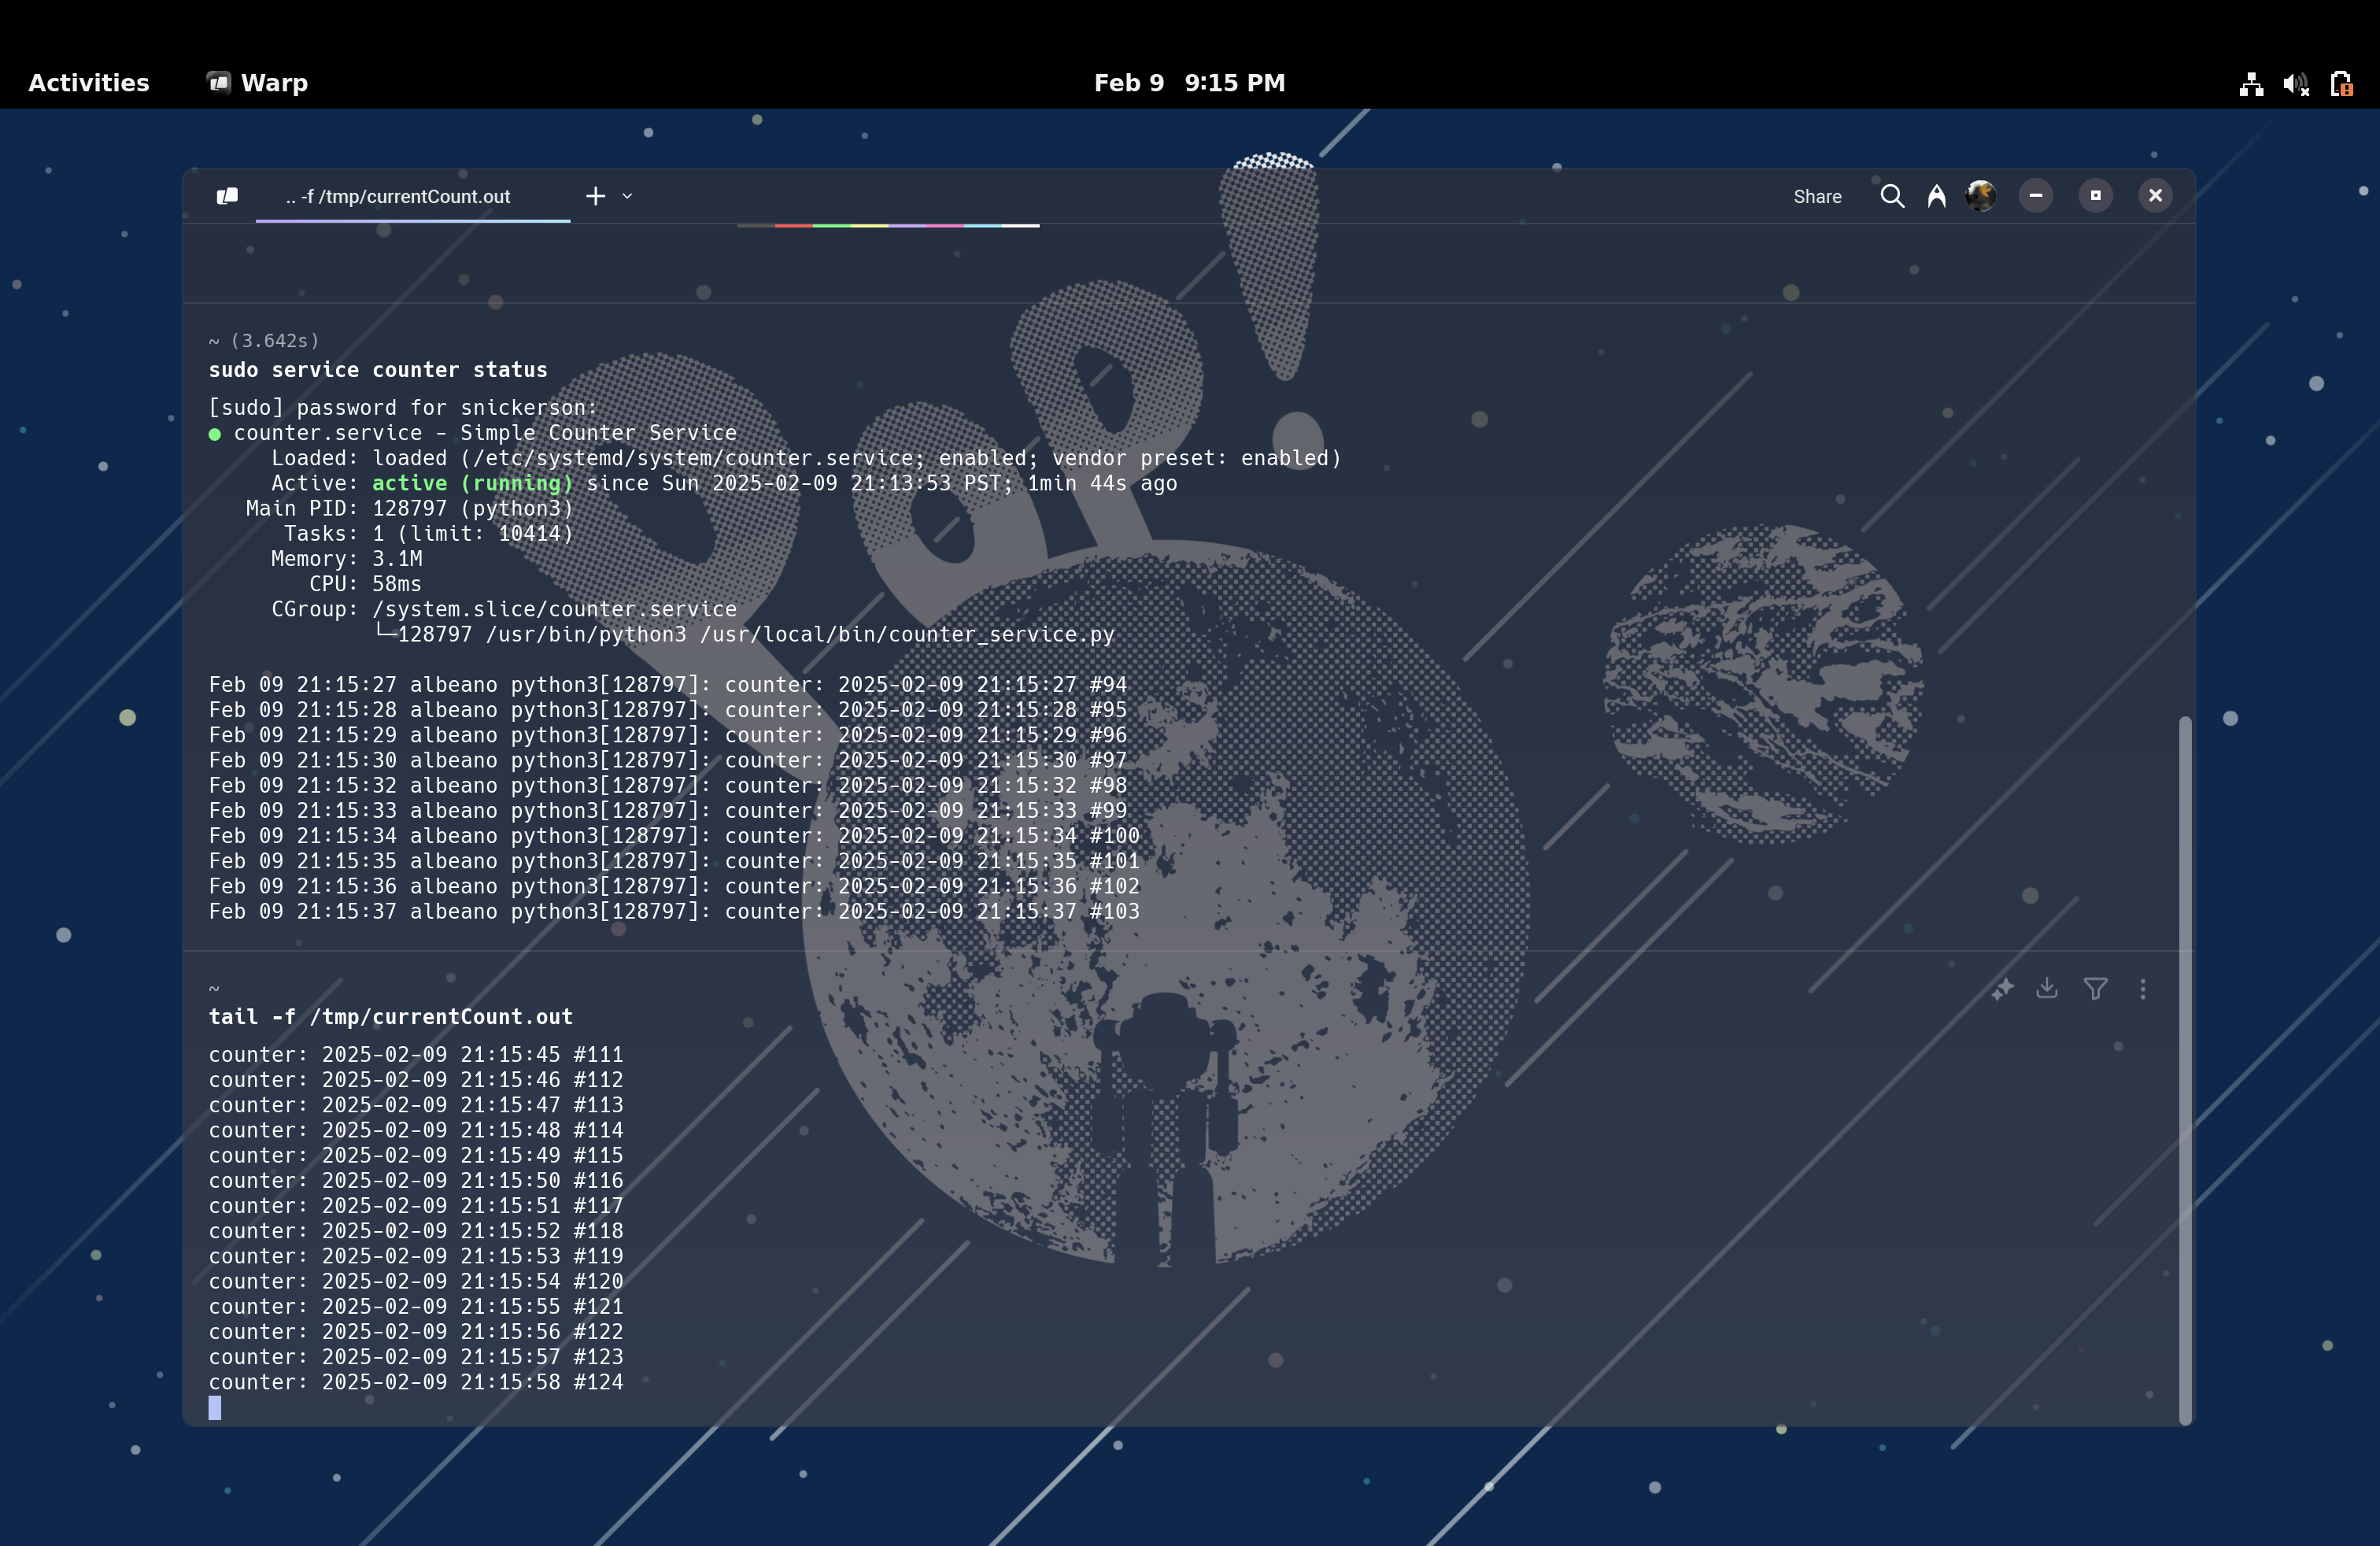 Activities Warp Feb 9 9:15 PM
.. -f /tmp/currentCount.out Share
~ (3.642s)
sudo service counter status
[sudo] password for snickerson:
● counter.service - Simple Counter Service
Loaded: loaded (/etc/systemd/system/counter.service; enabled; vendor preset: enabled)
Active: active (running) since Sun 2025-02-09 21:13:53 PST; 1min 44s ago
Main PID: 128797 (python3)
Tasks: 1 (limit: 10414)
Memory: 3.1M
CPU: 58ms
CGroup: /system.slice/counter.service
└─128797 /usr/bin/python3 /usr/local/bin/counter_service.py
Feb 09 21:15:27 albeano python3[128797]: counter: 2025-02-09 21:15:27 #94
Feb 09 21:15:28 albeano python3[128797]: counter: 2025-02-09 21:15:28 #95
Feb 09 21:15:29 albeano python3[128797]: counter: 2025-02-09 21:15:29 #96
Feb 09 21:15:30 albeano python3[128797]: counter: 2025-02-09 21:15:30 #97
Feb 09 21:15:32 albeano python3[128797]: counter: 2025-02-09 21:15:32 #98
Feb 09 21:15:33 albeano python3[128797]: counter: 2025-02-09 21:15:33 #99
Feb 09 21:15:34 albeano python3[128797]: counter: 2025-02-09 21:15:34 #100
Feb 09 21:15:35 albeano python3[128797]: counter: 2025-02-09 21:15:35 #101
Feb 09 21:15:36 albeano python3[128797]: counter: 2025-02-09 21:15:36 #102
Feb 09 21:15:37 albeano python3[128797]: counter: 2025-02-09 21:15:37 #103
~
tail -f /tmp/currentCount.out
counter: 2025-02-09 21:15:45 #111
counter: 2025-02-09 21:15:46 #112
counter: 2025-02-09 21:15:47 #113
counter: 2025-02-09 21:15:48 #114
counter: 2025-02-09 21:15:49 #115
counter: 2025-02-09 21:15:50 #116
counter: 2025-02-09 21:15:51 #117
counter: 2025-02-09 21:15:52 #118
counter: 2025-02-09 21:15:53 #119
counter: 2025-02-09 21:15:54 #120
counter: 2025-02-09 21:15:55 #121
counter: 2025-02-09 21:15:56 #122
counter: 2025-02-09 21:15:57 #123
counter: 2025-02-09 21:15:58 #124
POP!